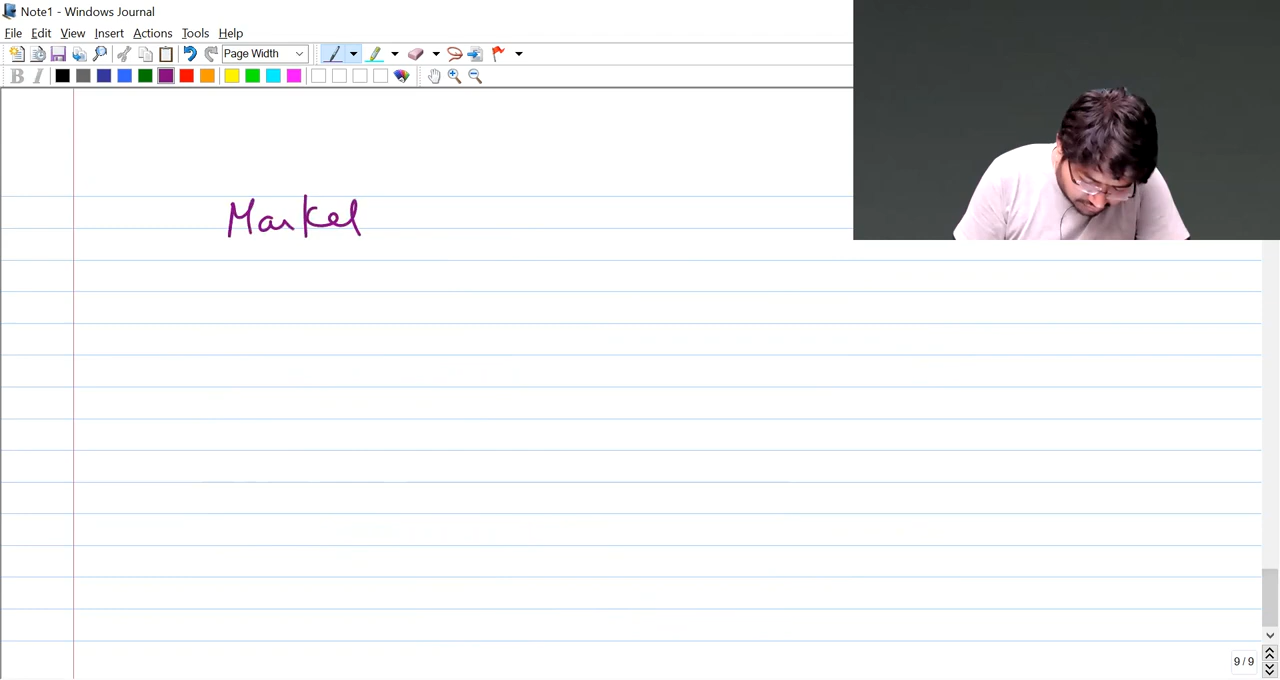 Note1 - Windows Journal
File Edit View Insert Actions Tools Help
Page Width
B I
Markel
9 / 9